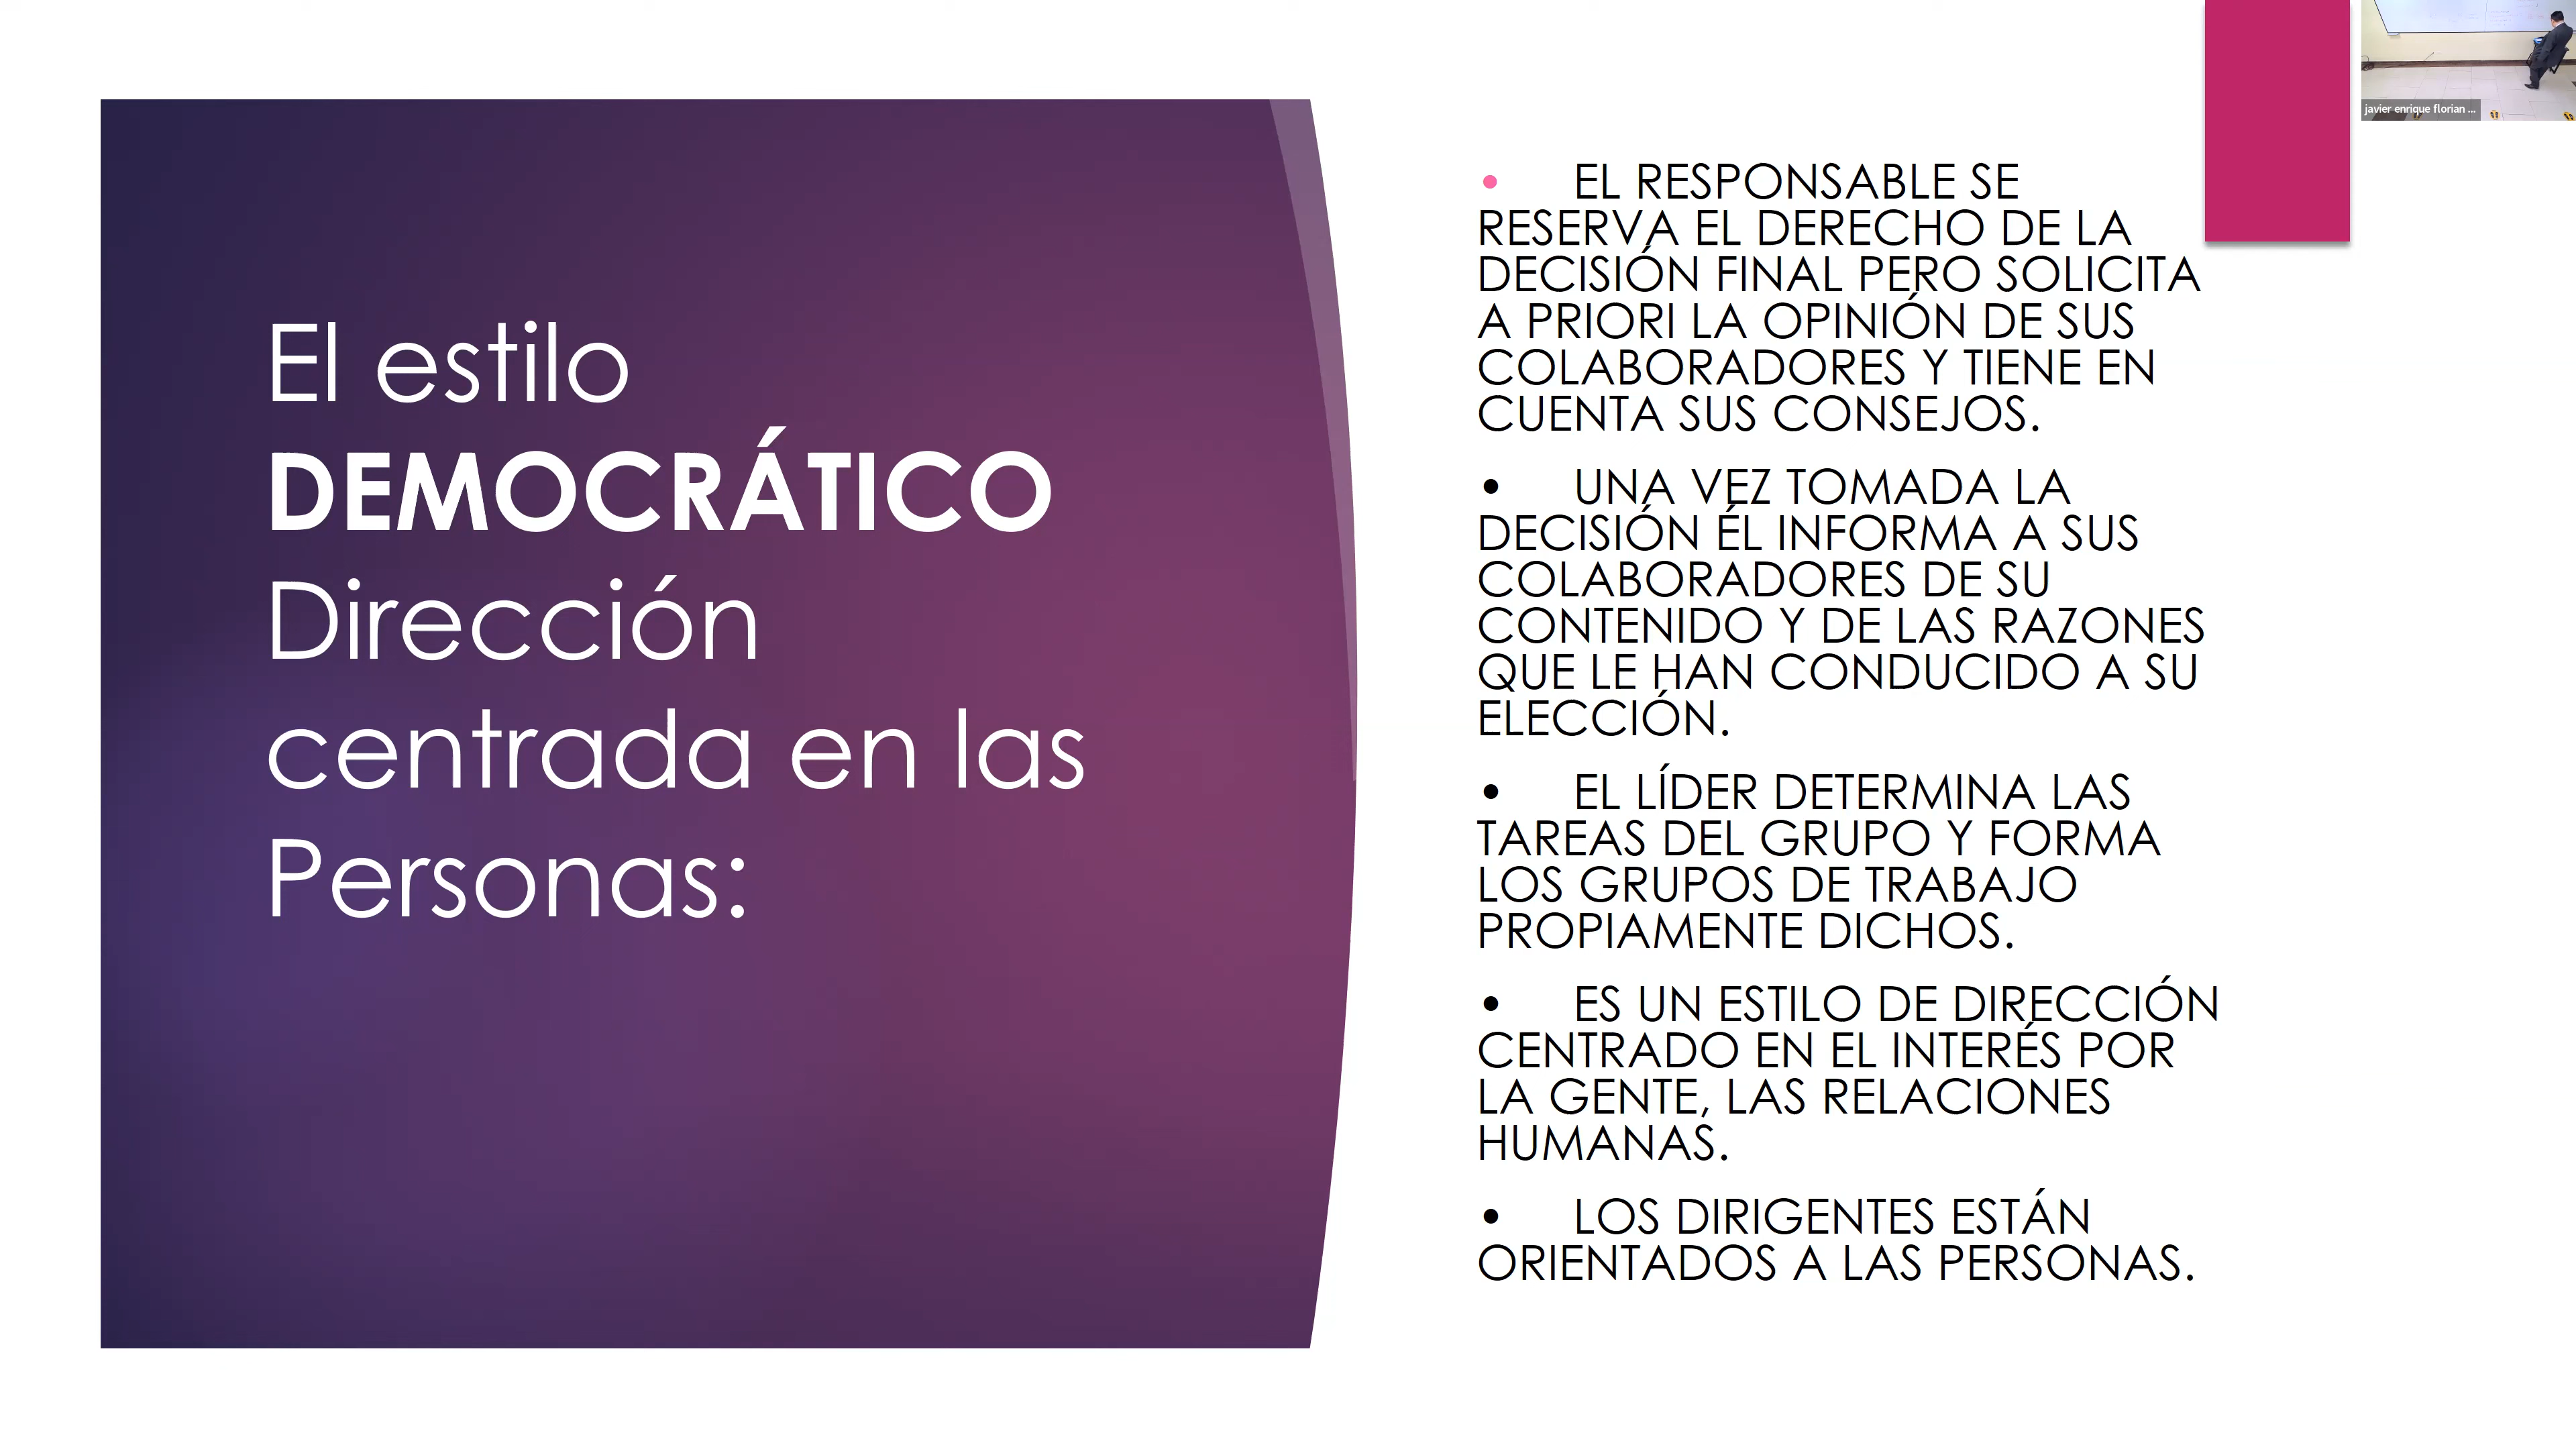 El estilo
DEMOCRÁTICO
Dirección
centrada en las
Personas:
• EL RESPONSABLE SE
RESERVA EL DERECHO DE LA
DECISIÓN FINAL PERO SOLICITA
A PRIORI LA OPINIÓN DE SUS
COLABORADORES Y TIENE EN
CUENTA SUS CONSEJOS.
• UNA VEZ TOMADA LA
DECISIÓN ÉL INFORMA A SUS
COLABORADORES DE SU
CONTENIDO Y DE LAS RAZONES
QUE LE HAN CONDUCIDO A SU
ELECCIÓN.
• EL LÍDER DETERMINA LAS
TAREAS DEL GRUPO Y FORMA
LOS GRUPOS DE TRABAJO
PROPIAMENTE DICHOS.
• ES UN ESTILO DE DIRECCIÓN
CENTRADO EN EL INTERÉS POR
LA GENTE, LAS RELACIONES
HUMANAS.
• LOS DIRIGENTES ESTÁN
ORIENTADOS A LAS PERSONAS.
javier enrique florian ...